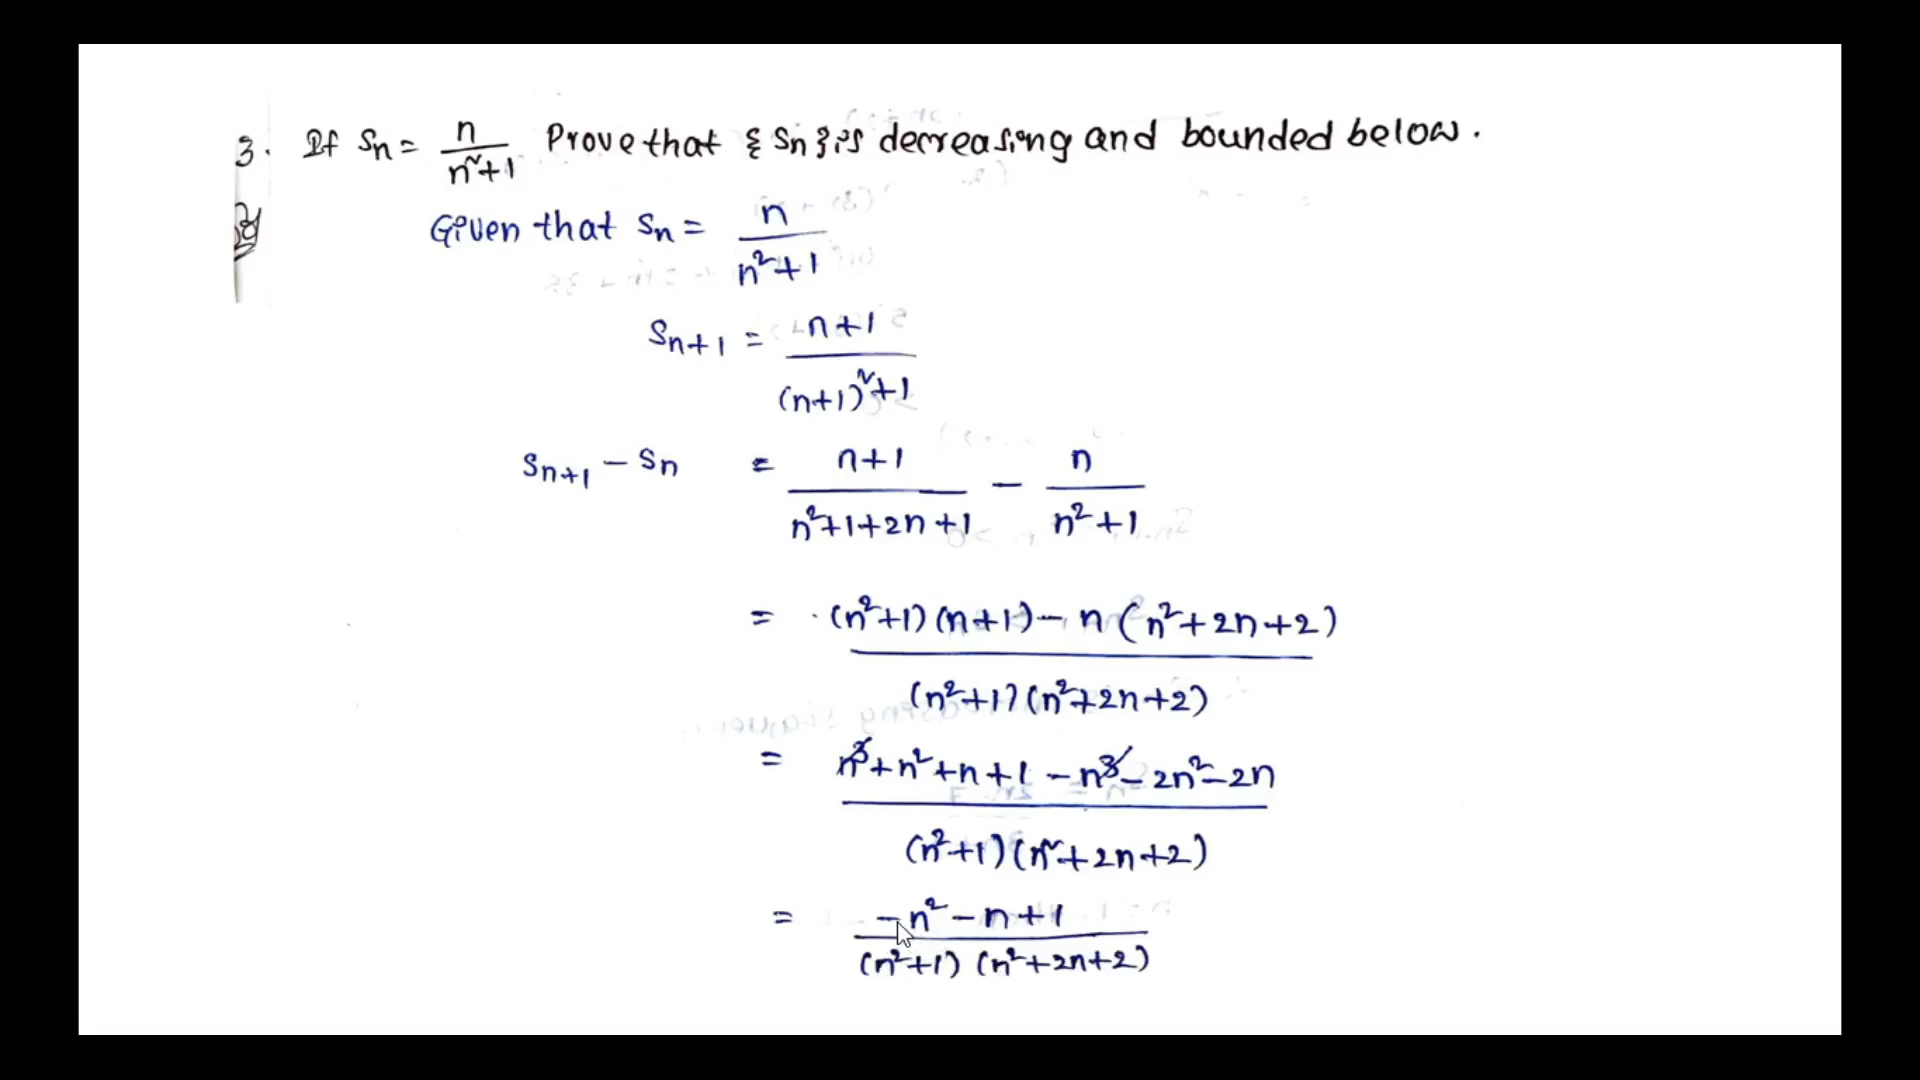 3. If Sn = n/(n²+1) Prove that {Sn} is decreasing and bounded below.
Given that Sn = n/(n²+1)
Sn+1 = (n+1)/((n+1)²+1)
Sn+1 − Sn = (n+1)/(n²+1+2n+1) − n/(n²+1)
= ((n²+1)(n+1) − n(n²+2n+2))/((n²+1)(n²+2n+2))
= (n³+n²+n+1−n³−2n²−2n)/((n²+1)(n²+2n+2))
= (−n²−n+1)/((n²+1)(n²+2n+2))